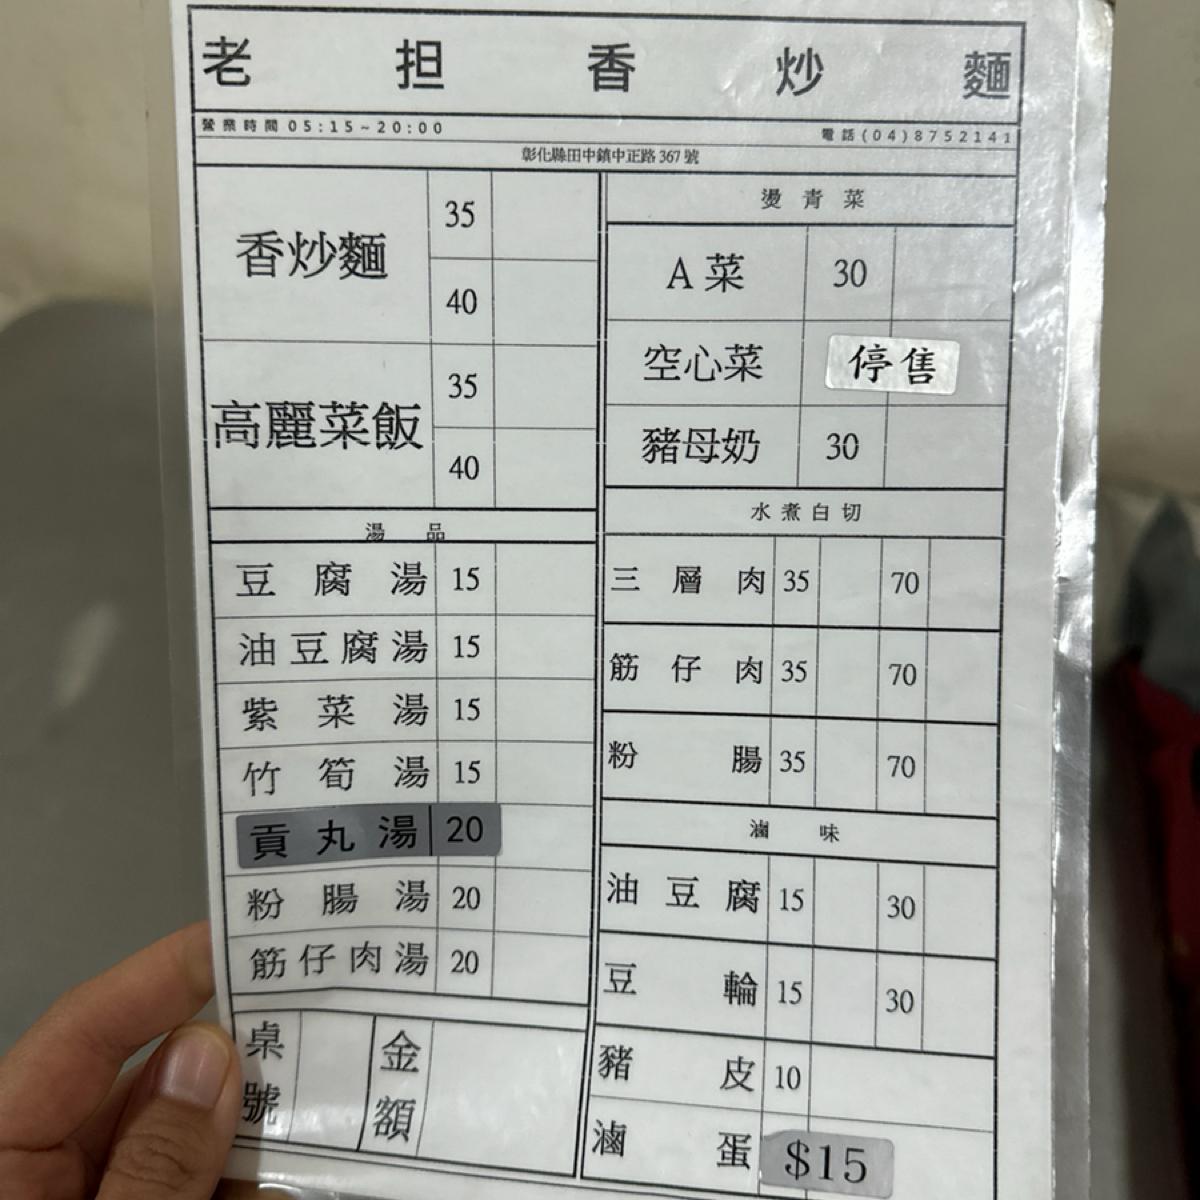 老担香炒麵
營業時間05:15~20:00
電話(04)8752141
彰化縣田中鎮中正路367號
香炒麵 35
40
高麗菜飯 35
40
湯品
豆腐湯 15
油豆腐湯 15
紫菜湯 15
竹筍湯 15
貢丸湯 20
粉腸湯 20
筋仔肉湯 20
桌號 金額
燙青菜
A菜 30
空心菜 停售
豬母奶 30
水煮白切
三層肉 35 70
筋仔肉 35 70
粉腸 35 70
滷味
油豆腐 15 30
豆輪 15 30
豬皮 10
滷蛋 $15